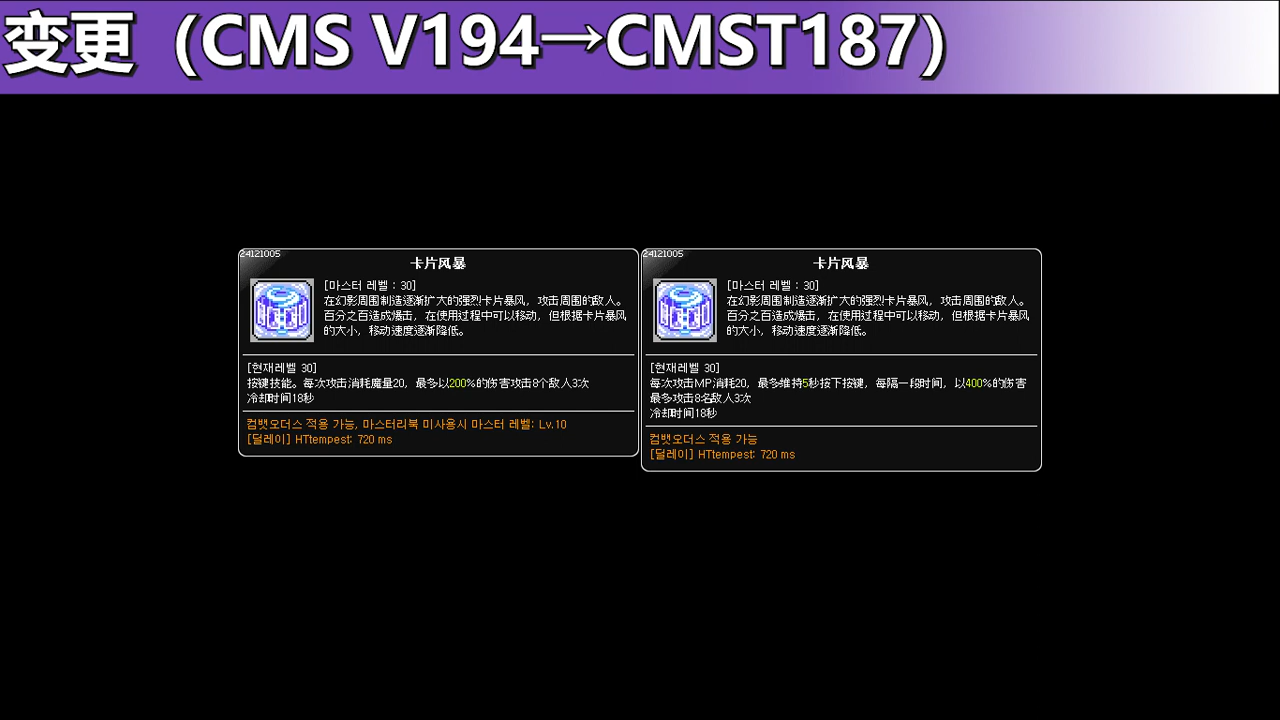 变更（CMS V194→CMST187）
24121005
卡片风暴
[마스터 레벨 : 30]
在幻影周围制造逐渐扩大的强烈卡片暴风，攻击周围的敌人。
百分之百造成爆击，在使用过程中可以移动，但根据卡片暴风
的大小，移动速度逐渐降低。
[현재레벨 30]
按键技能。每次攻击消耗魔量20，最多以200%的伤害攻击8个敌人3次
冷却时间18秒
컴뱃오더스 적용 가능, 마스터리북 미사용시 마스터 레벨: Lv.10
[딜레이] HTtempest: 720 ms
24121005
卡片风暴
[마스터 레벨 : 30]
在幻影周围制造逐渐扩大的强烈卡片暴风，攻击周围的敌人。
百分之百造成爆击，在使用过程中可以移动，但根据卡片暴风
的大小，移动速度逐渐降低。
[현재레벨 30]
每次攻击MP消耗20，最多维持5秒按下按键，每隔一段时间，以400%的伤害
最多攻击8名敌人3次
冷却时间18秒
컴뱃오더스 적용 가능
[딜레이] HTtempest: 720 ms